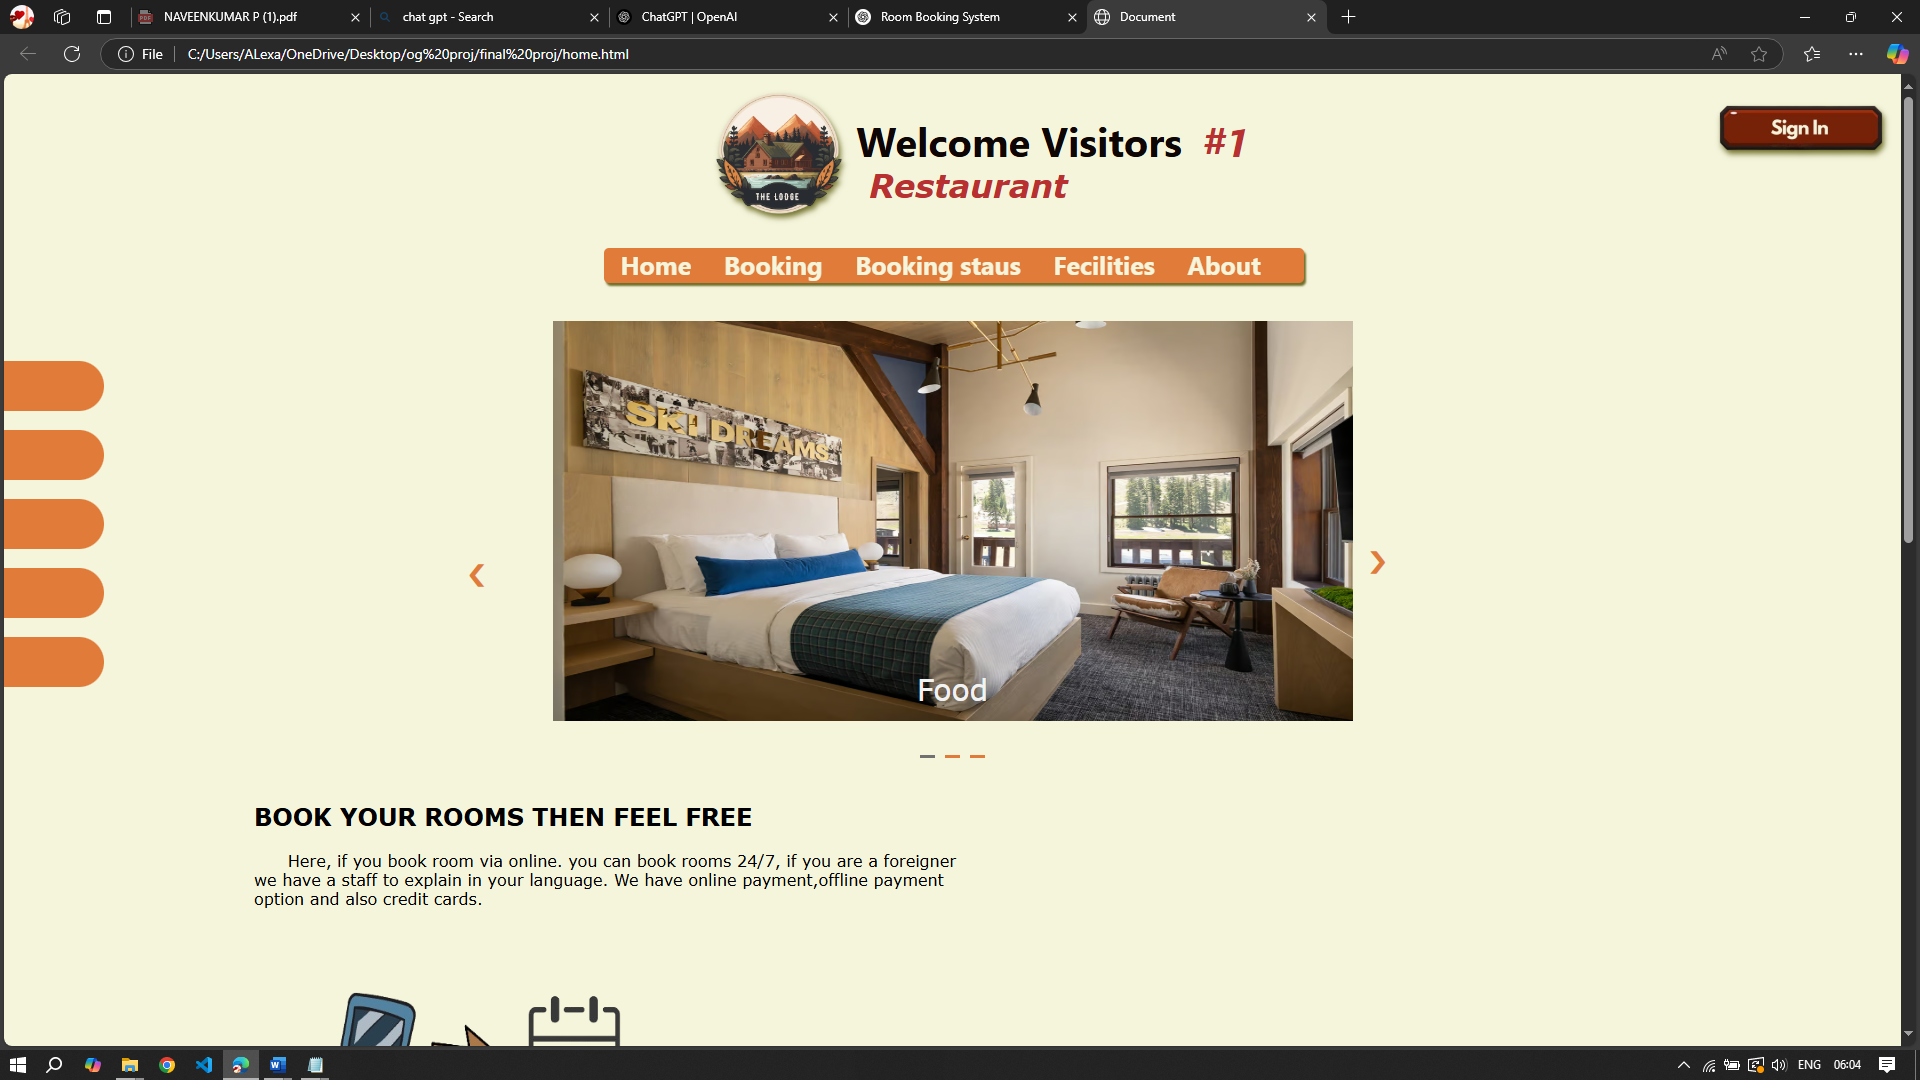 NAVEENKUMAR P (1).pdf
chat gpt - Search
ChatGPT | OpenAI
Room Booking System
Document
File
C:/Users/ALexa/OneDrive/Desktop/og%20proj/final%20proj/home.html
THE LODGE
Welcome Visitors #1
Restaurant
Sign In
Home Booking Booking staus Fecilities About
SKI DREAMS
Food
BOOK YOUR ROOMS THEN FEEL FREE
Here, if you book room via online. you can book rooms 24/7, if you are a foreigner
we have a staff to explain in your language. We have online payment,offline payment
option and also credit cards.
ENG 06:04